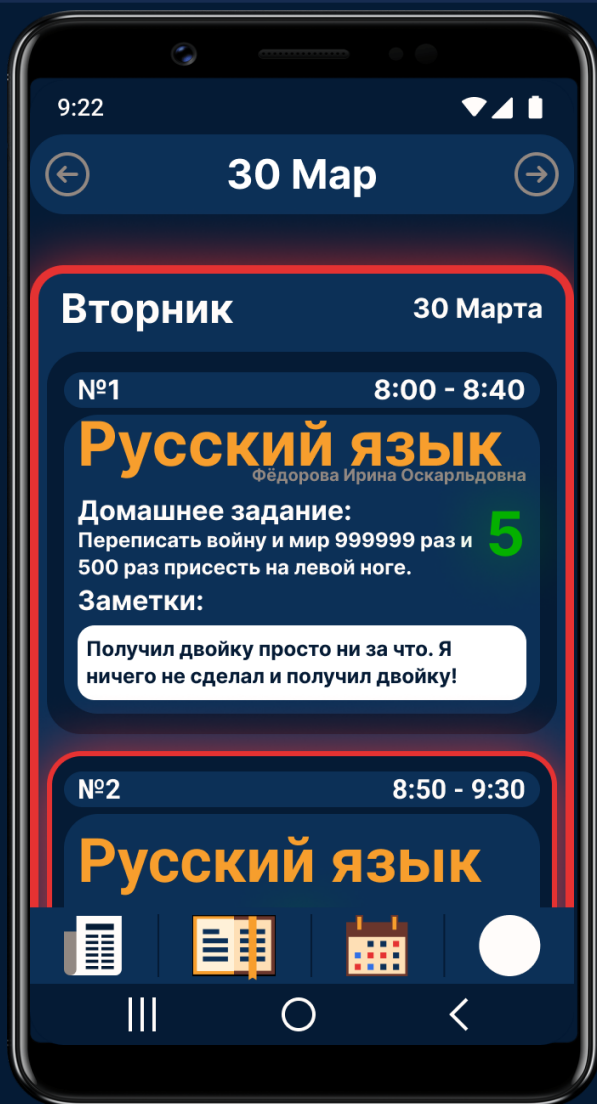 9:22
30 Мар
Вторник 30 Марта
№1 8:00 - 8:40
Русский язык
Фёдорова Ирина Оскарльдовна
Домашнее задание:
Переписать войну и мир 999999 раз и
500 раз присесть на левой ноге.
5
Заметки:
Получил двойку просто ни за что. Я
ничего не сделал и получил двойку!
№2 8:50 - 9:30
Русский язык